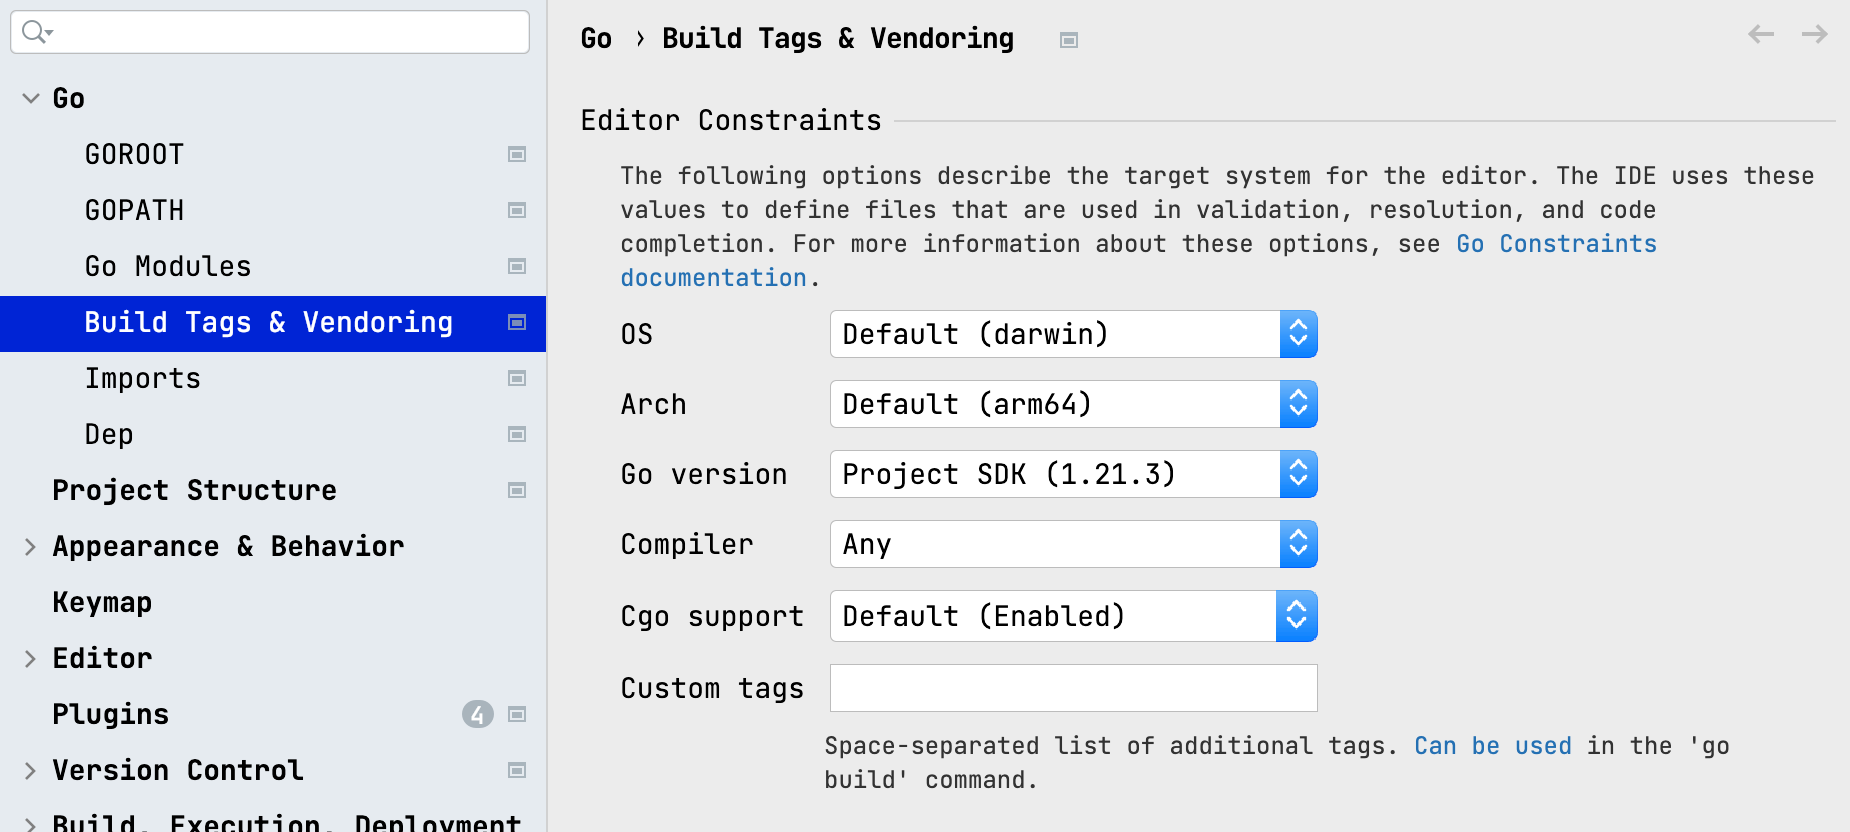 Go
GOROOT
GOPATH
Go Modules
Build Tags & Vendoring
Imports
Dep
Project Structure
Appearance & Behavior
Keymap
Editor
Plugins 4
Version Control
Build, Execution, Deployment
Go › Build Tags & Vendoring
Editor Constraints
The following options describe the target system for the editor. The IDE uses these
values to define files that are used in validation, resolution, and code
completion. For more information about these options, see Go Constraints
documentation.
OS Default (darwin)
Arch Default (arm64)
Go version Project SDK (1.21.3)
Compiler Any
Cgo support Default (Enabled)
Custom tags
Space-separated list of additional tags. Can be used in the 'go
build' command.